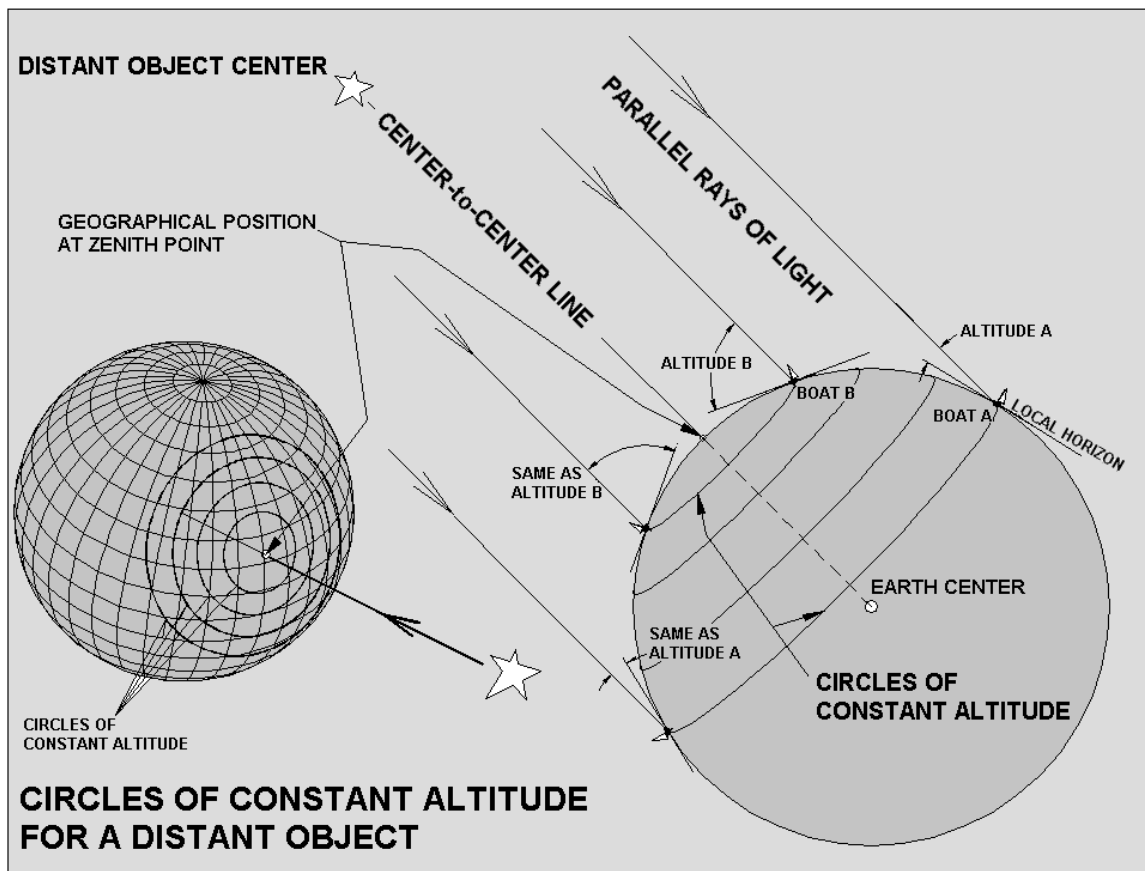 DISTANT OBJECT CENTER
CENTER-to-CENTER LINE
PARALLEL RAYS OF LIGHT
GEOGRAPHICAL POSITION
AT ZENITH POINT
ALTITUDE A
ALTITUDE B
BOAT B
BOAT A
LOCAL HORIZON
SAME AS
ALTITUDE B
EARTH CENTER
SAME AS
ALTITUDE A
CIRCLES OF
CONSTANT ALTITUDE
CIRCLES OF
CONSTANT ALTITUDE
CIRCLES OF CONSTANT ALTITUDE
FOR A DISTANT OBJECT